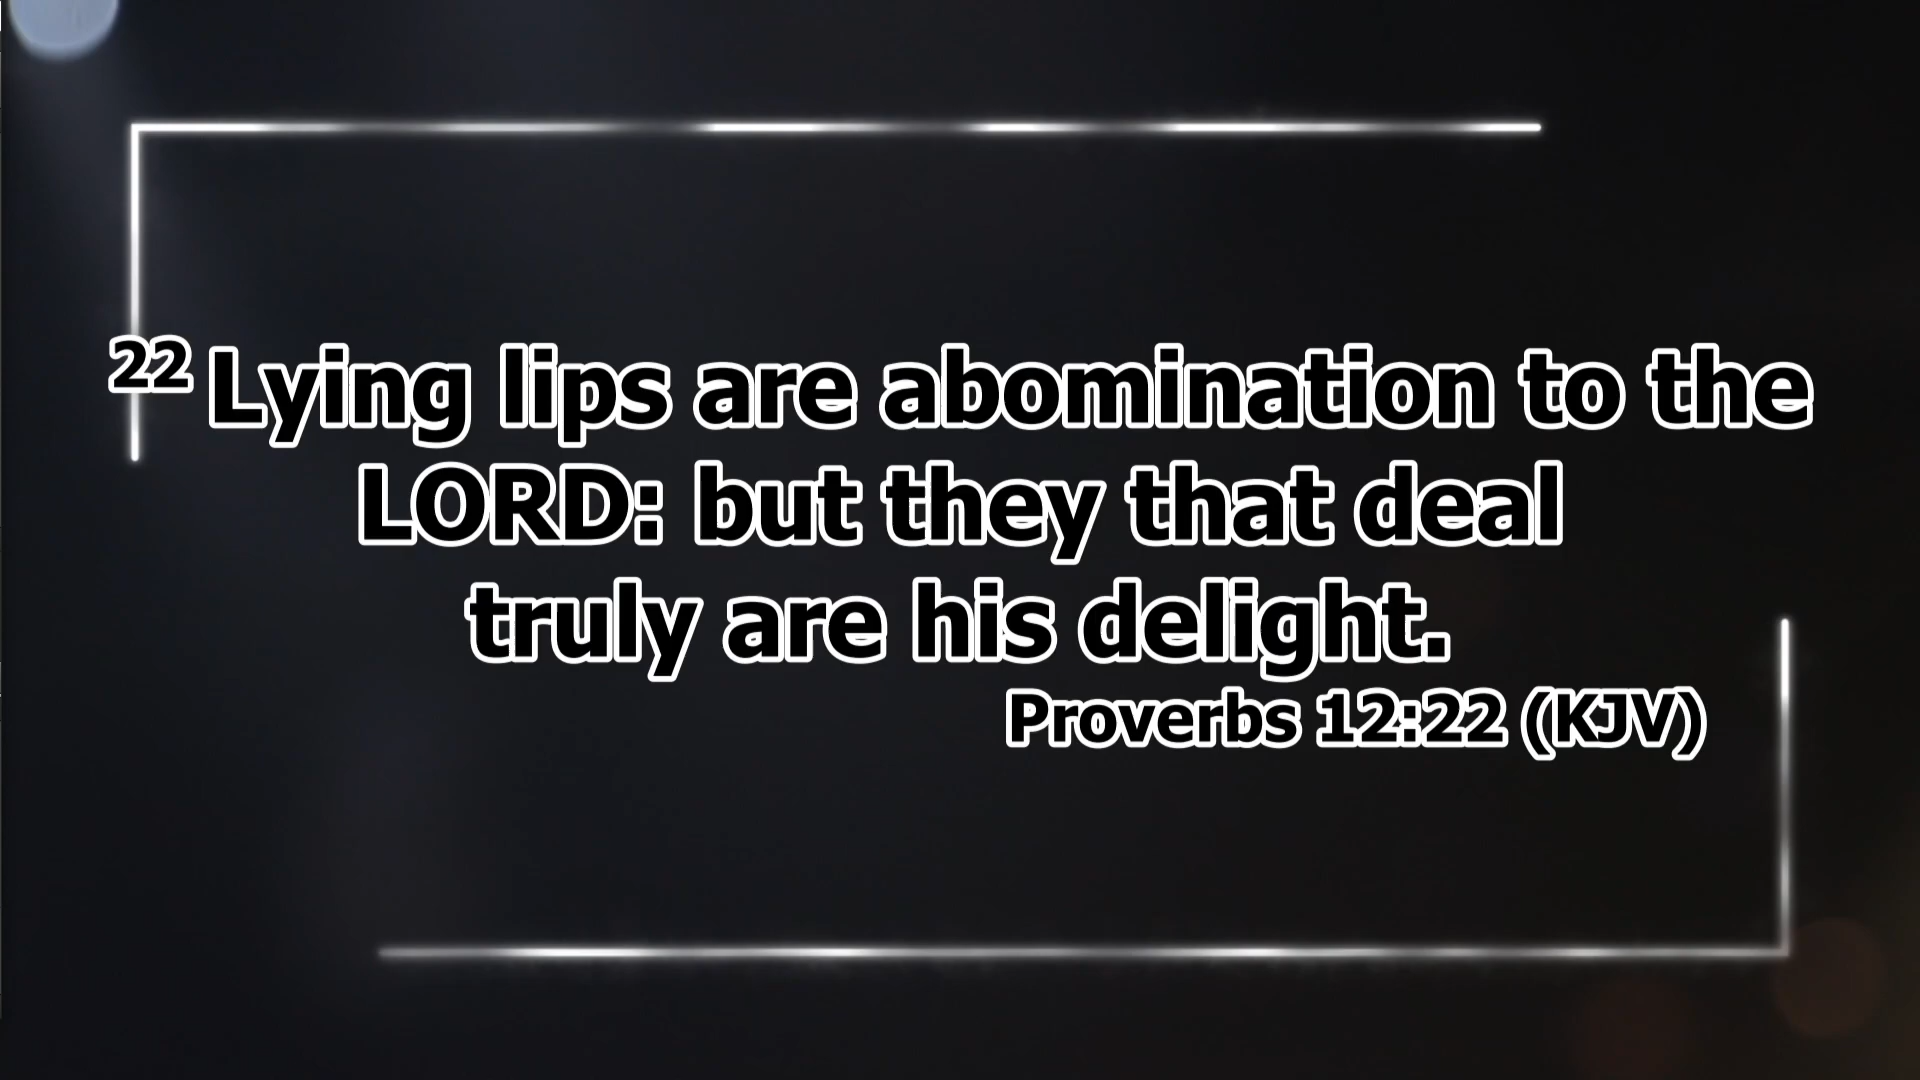 22 Lying lips are abomination to the
LORD: but they that deal
truly are his delight.
Proverbs 12:22 (KJV)